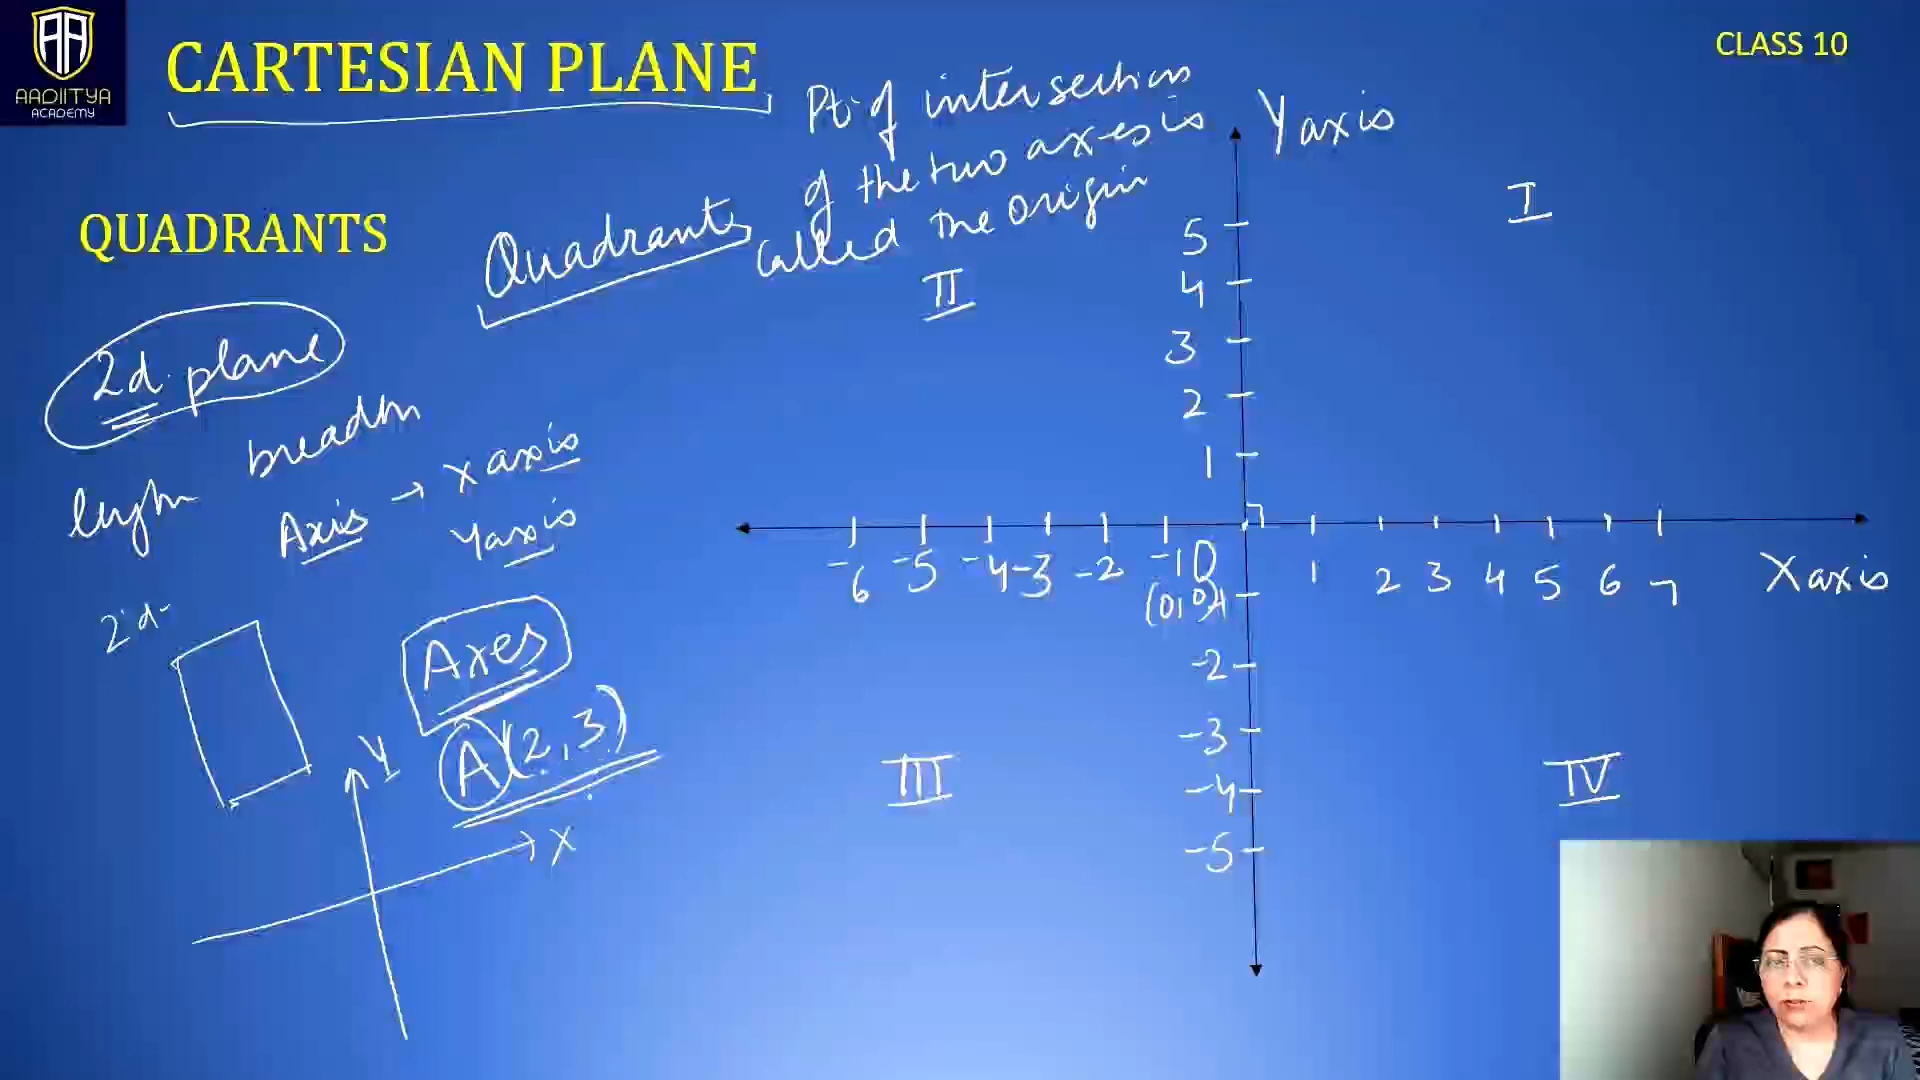 AADIITYA
ACADEMY
CARTESIAN PLANE
CLASS 10
Pt. of intersection
of the two axes is
called the origin
Y axis
QUADRANTS
Quadrants
I
II
2d plane
breadth
Axis → X axis
Y axis
5
4
3
2
1
-6 -5 -4 -3 -2 -1 O 1 2 3 4 5 6 7
X axis
(0,0)
-2
-3
-4
-5
2d
Axes
A(2,3)
Y
X
III
IV